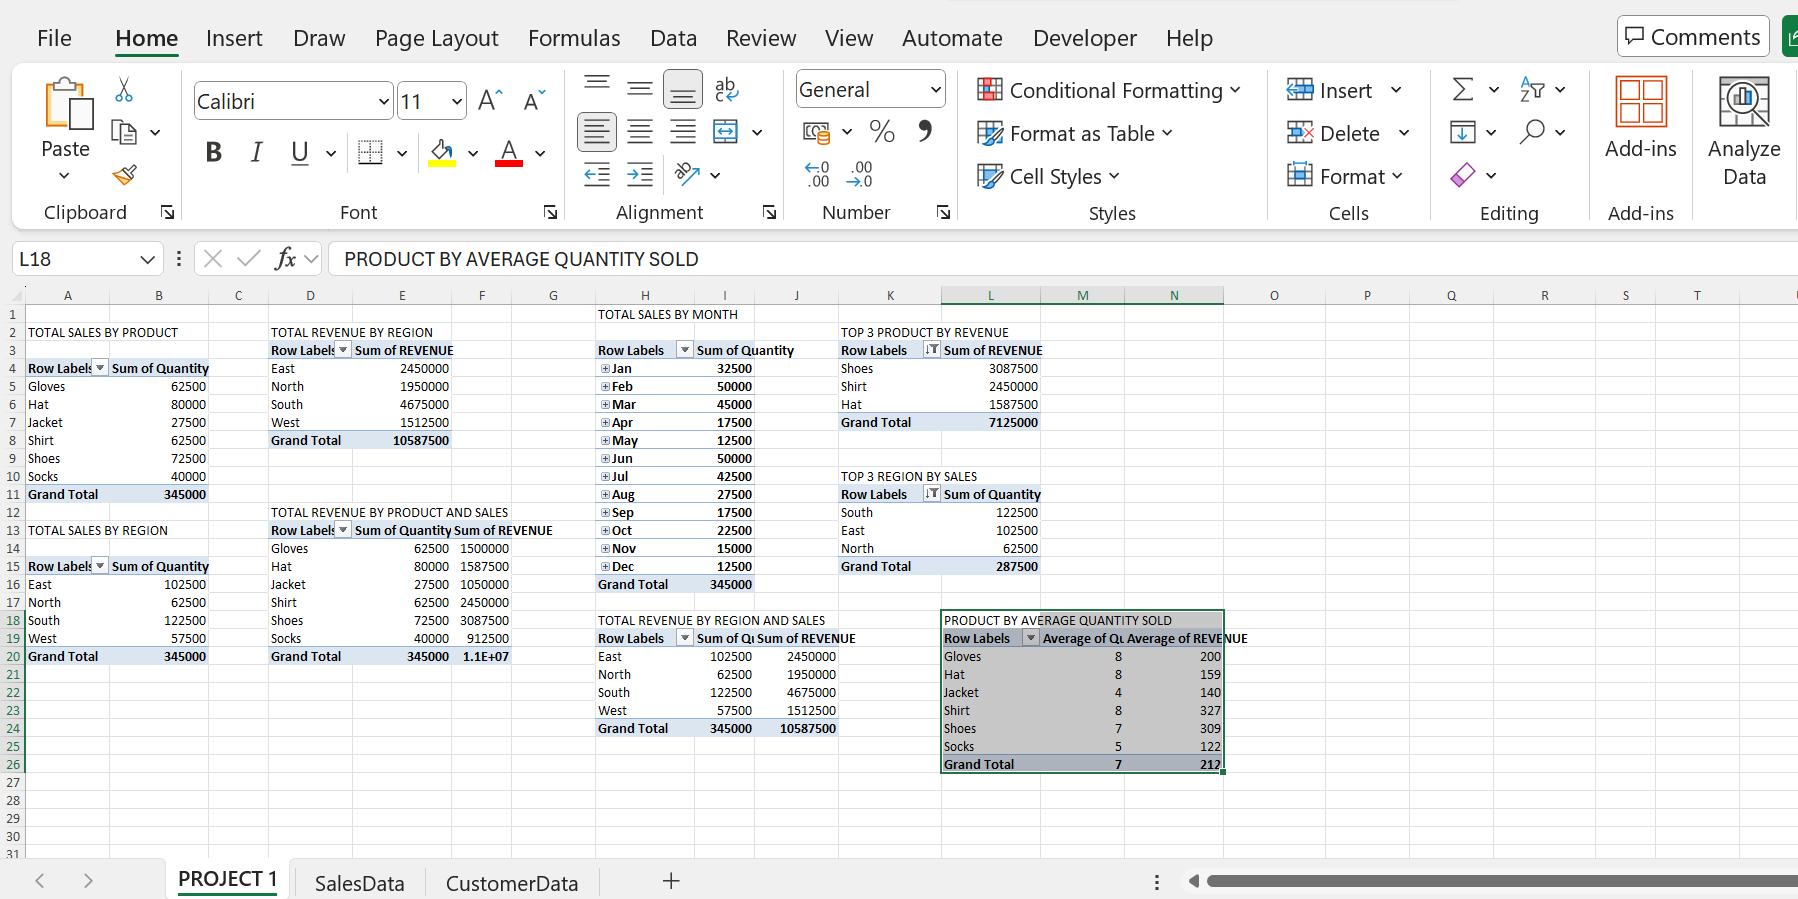 File Home Insert Draw Page Layout Formulas Data Review View Automate Developer Help Comments
Paste
Clipboard
Calibri 11
B I U A
Font
ab
Alignment
General
% .00 .00 .0
Number
Conditional Formatting
Format as Table
Cell Styles
Styles
Insert
Delete
Format
Cells
Editing
Add-ins
Add-ins
Analyze
Data
L18 fx PRODUCT BY AVERAGE QUANTITY SOLD
A B C D E F G H I J K L M N O P Q R S T
1 2 3 4 5 6 7 8 9 10 11 12 13 14 15 16 17 18 19 20 21 22 23 24 25 26 27 28 29 30 31
TOTAL SALES BY PRODUCT
Row Labels Sum of Quantity
Gloves 62500
Hat 80000
Jacket 27500
Shirt 62500
Shoes 72500
Socks 40000
Grand Total 345000
TOTAL SALES BY REGION
Row Labels Sum of Quantity
East 102500
North 62500
South 122500
West 57500
Grand Total 345000
TOTAL REVENUE BY REGION
Row Labels Sum of REVENUE
East 2450000
North 1950000
South 4675000
West 1512500
Grand Total 10587500
TOTAL REVENUE BY PRODUCT AND SALES
Row Labels Sum of Quantity Sum of REVENUE
Gloves 62500 1500000
Hat 80000 1587500
Jacket 27500 1050000
Shirt 62500 2450000
Shoes 72500 3087500
Socks 40000 912500
Grand Total 345000 1.1E+07
TOTAL SALES BY MONTH
Row Labels Sum of Quantity
Jan 32500
Feb 50000
Mar 45000
Apr 17500
May 12500
Jun 50000
Jul 42500
Aug 27500
Sep 17500
Oct 22500
Nov 15000
Dec 12500
Grand Total 345000
TOTAL REVENUE BY REGION AND SALES
Row Labels Sum of Qu Sum of REVENUE
East 102500 2450000
North 62500 1950000
South 122500 4675000
West 57500 1512500
Grand Total 345000 10587500
TOP 3 PRODUCT BY REVENUE
Row Labels Sum of REVENUE
Shoes 3087500
Shirt 2450000
Hat 1587500
Grand Total 7125000
TOP 3 REGION BY SALES
Row Labels Sum of Quantity
South 122500
East 102500
North 62500
Grand Total 287500
PRODUCT BY AVERAGE QUANTITY SOLD
Row Labels Average of Qu Average of REVENUE
Gloves 8 200
Hat 8 159
Jacket 4 140
Shirt 8 327
Shoes 7 309
Socks 5 122
Grand Total 7 212
PROJECT 1 SalesData CustomerData